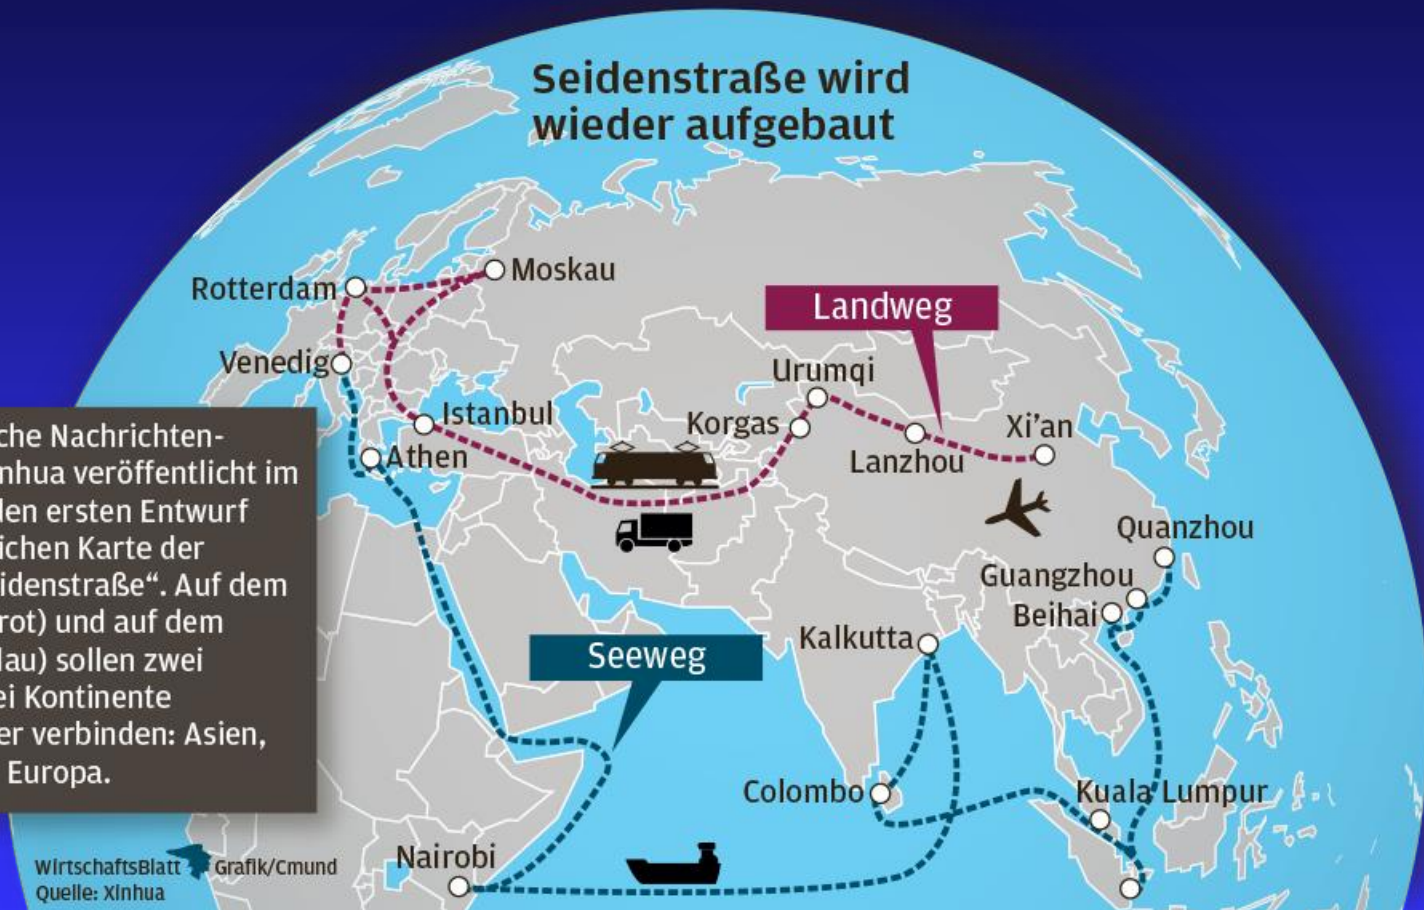 Seidenstraße wird
wieder aufgebaut
Moskau
Rotterdam
Landweg
Venedig
Urumqi
Istanbul
Korgas
Xi'an
Athen
Lanzhou
che Nachrichten-
nhua veröffentlicht im
den ersten Entwurf
ichen Karte der
idenstraße“. Auf dem
rot) und auf dem
lau) sollen zwei
ei Kontinente
er verbinden: Asien,
Europa.
Quanzhou
Guangzhou
Beihai
Kalkutta
Seeweg
Colombo
Kuala Lumpur
Nairobi
WirtschaftsBlatt Grafik/Cmund
Quelle: Xinhua